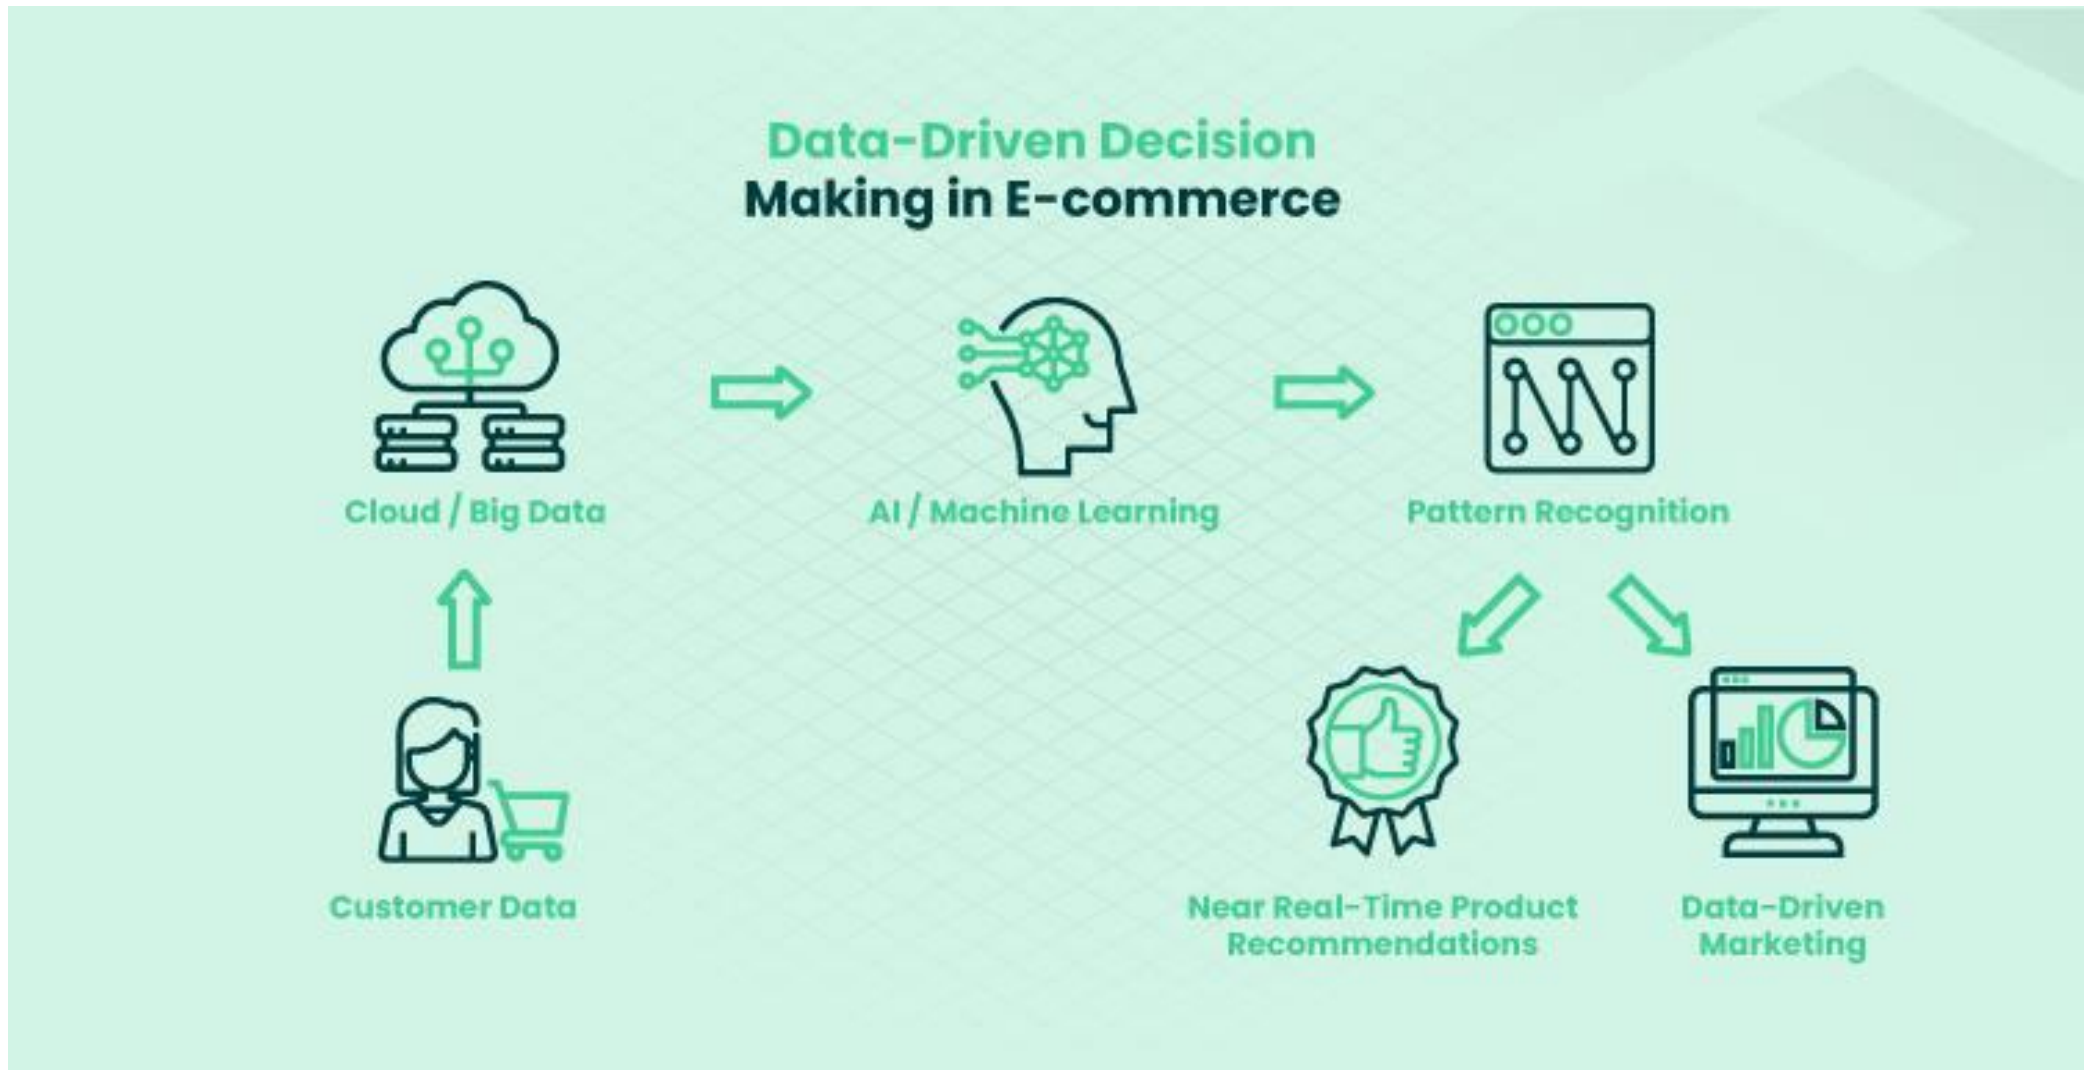 Data-Driven Decision
Making in E-commerce
Cloud / Big Data
AI / Machine Learning
Pattern Recognition
Customer Data
Near Real-Time Product
Recommendations
Data-Driven
Marketing